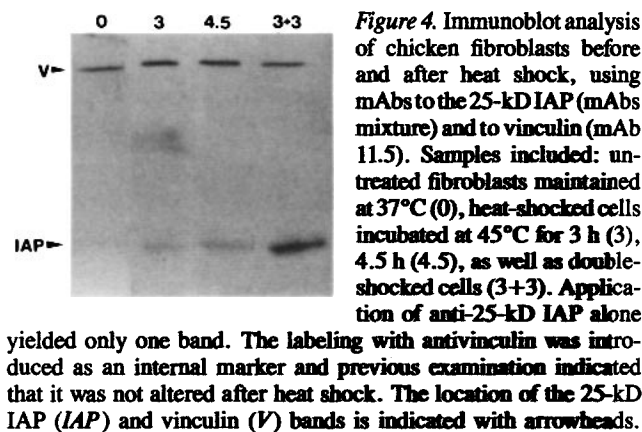 0 3 4.5 3+3
V
IAP
Figure 4. Immunoblot analysis
of chicken fibroblasts before
and after heat shock, using
mAbs to the 25-kD IAP (mAbs
mixture) and to vinculin (mAb
11.5). Samples included: un-
treated fibroblasts maintained
at 37°C (0), heat-shocked cells
incubated at 45°C for 3 h (3),
4.5 h (4.5), as well as double-
shocked cells (3+3). Applica-
tion of anti-25-kD IAP alone
yielded only one band. The labeling with antivinculin was intro-
duced as an internal marker and previous examination indicated
that it was not altered after heat shock. The location of the 25-kD
IAP (IAP) and vinculin (V) bands is indicated with arrowheads.